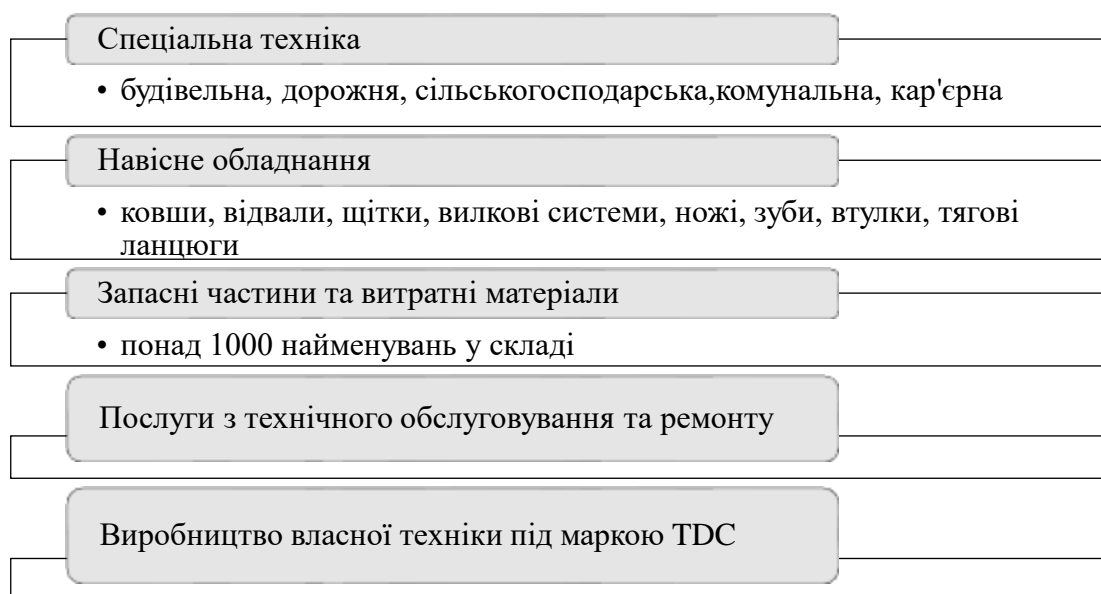 Спеціальна техніка
• будівельна, дорожня, сільськогосподарська,комунальна, кар'єрна
Навісне обладнання
• ковши, відвали, щітки, вилкові системи, ножі, зуби, втулки, тягові
ланцюги
Запасні частини та витратні матеріали
• понад 1000 найменувань у складі
Послуги з технічного обслуговування та ремонту
Виробництво власної техніки під маркою TDC